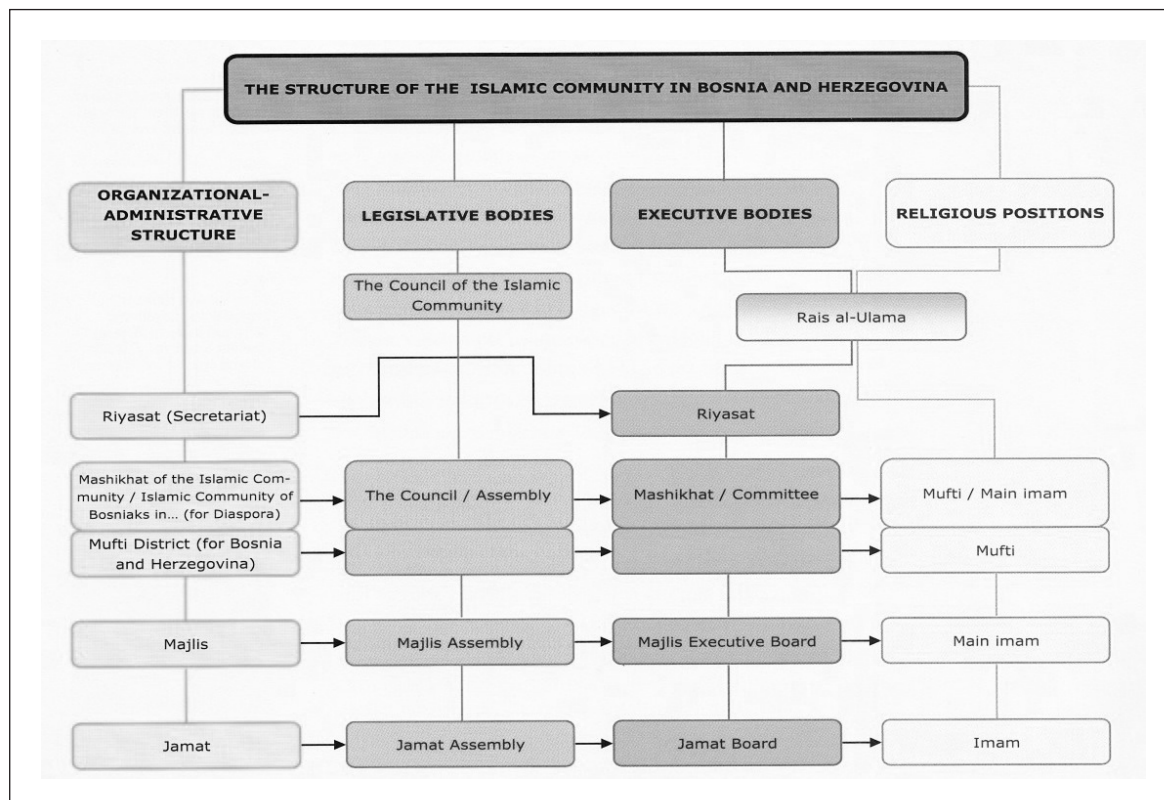 THE STRUCTURE OF THE ISLAMIC COMMUNITY IN BOSNIA AND HERZEGOVINA
ORGANIZATIONAL-
ADMINISTRATIVE
STRUCTURE
LEGISLATIVE BODIES
EXECUTIVE BODIES
RELIGIOUS POSITIONS
The Council of the Islamic
Community
Rais al-Ulama
Riyasat (Secretariat)
Riyasat
Mashikhat of the Islamic Com-
munity / Islamic Community of
Bosniaks in... (for Diaspora)
The Council / Assembly
Mashikhat / Committee
Mufti / Main imam
Mufti District (for Bosnia
and Herzegovina)
Mufti
Majlis
Majlis Assembly
Majlis Executive Board
Main imam
Jamat
Jamat Assembly
Jamat Board
Imam